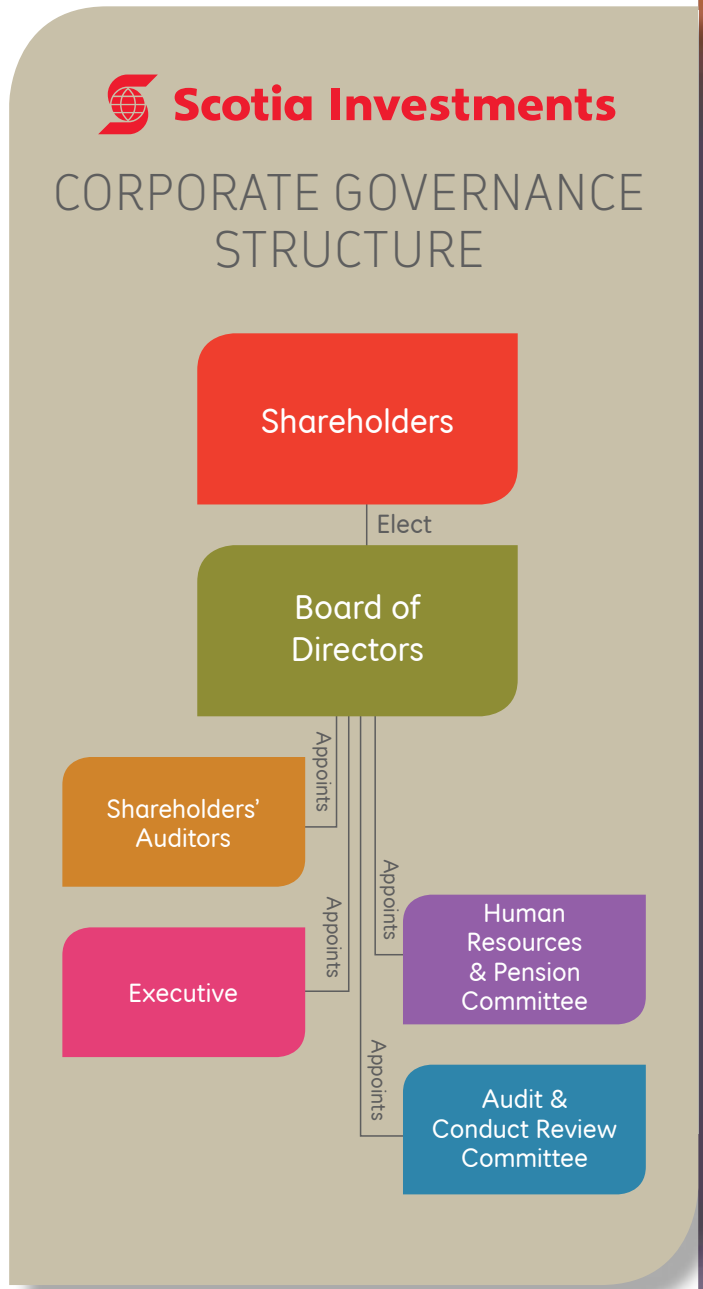 Scotia Investments
CORPORATE GOVERNANCE
STRUCTURE
Shareholders
Elect
Board of
Directors
Appoints
Shareholders’
Auditors
Appoints
Executive
Appoints
Human
Resources
& Pension
Committee
Appoints
Audit &
Conduct Review
Committee